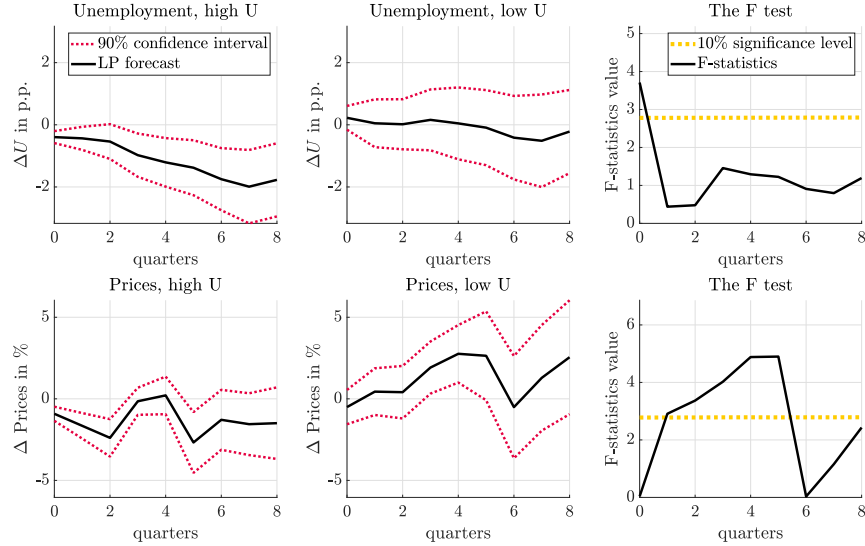 Unemployment, high U
Unemployment, low U
The F test
90% confidence interval
LP forecast
10% significance level
F-statistics
ΔU in p.p.
2
0
-2
0 2 4 6 8
quarters
ΔU in p.p.
2
0
-2
0 2 4 6 8
quarters
F-statistics value
5
4
3
2
1
0
0 2 4 6 8
quarters
Prices, high U
Prices, low U
The F test
Δ Prices in %
5
0
-5
0 2 4 6 8
quarters
Δ Prices in %
5
0
-5
0 2 4 6 8
quarters
F-statistics value
6
4
2
0
0 2 4 6 8
quarters